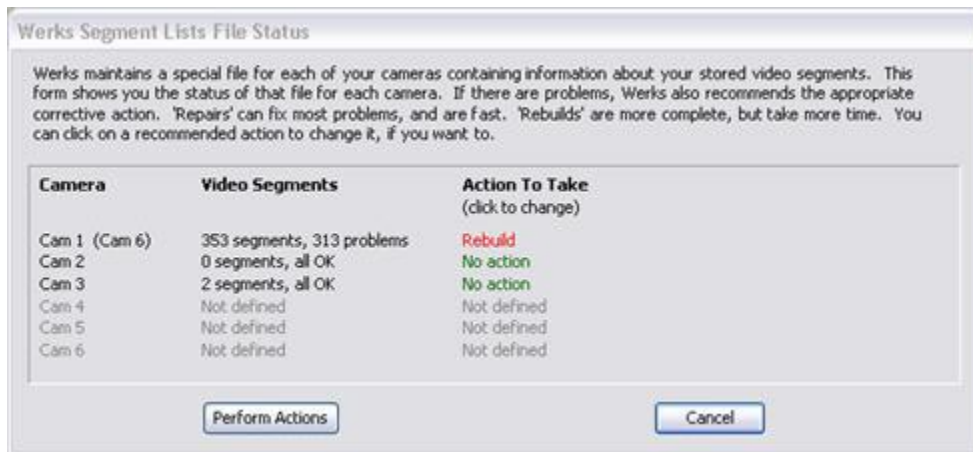 Werks Segment Lists File Status
Werks maintains a special file for each of your cameras containing information about your stored video segments. This
form shows you the status of that file for each camera. If there are problems, Werks also recommends the appropriate
corrective action. 'Repairs' can fix most problems, and are fast. 'Rebuilds' are more complete, but take more time. You
can click on a recommended action to change it, if you want to.
Camera Video Segments Action To Take
(click to change)
Cam 1 (Cam 6) 353 segments, 313 problems Rebuild
Cam 2 0 segments, all OK No action
Cam 3 2 segments, all OK No action
Cam 4 Not defined Not defined
Cam 5 Not defined Not defined
Cam 6 Not defined Not defined
Perform Actions Cancel